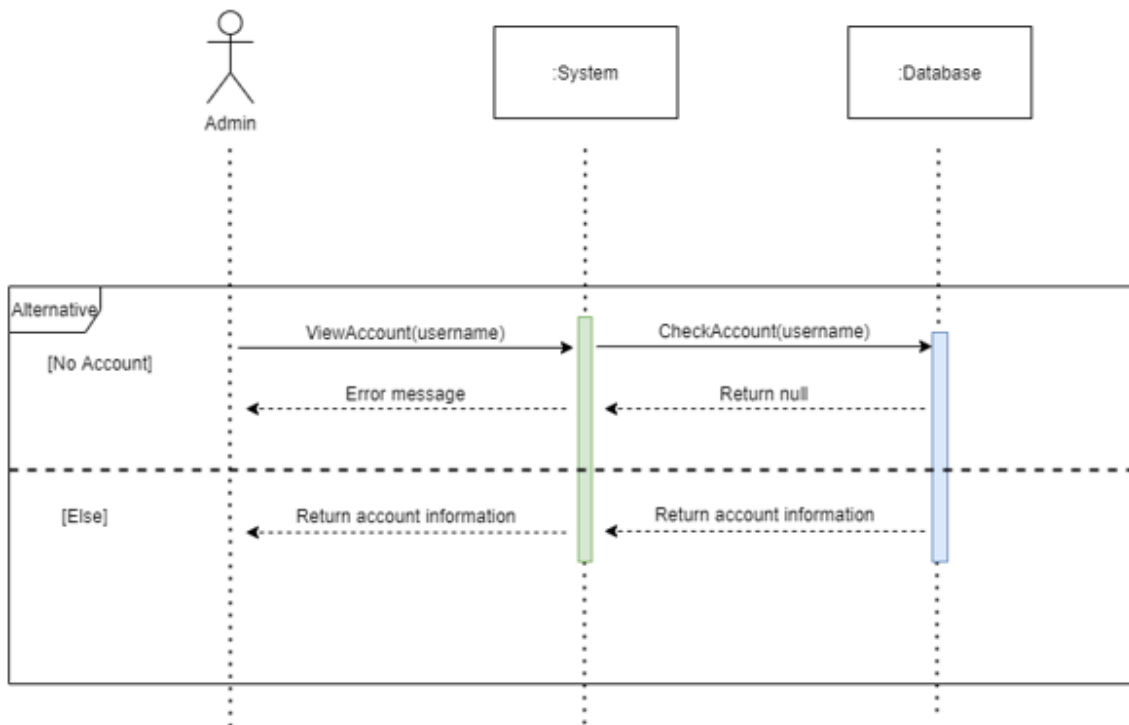 Admin
:System
:Database
Alternative
[No Account]
ViewAccount(username)
CheckAccount(username)
Error message
Return null
[Else]
Return account information
Return account information